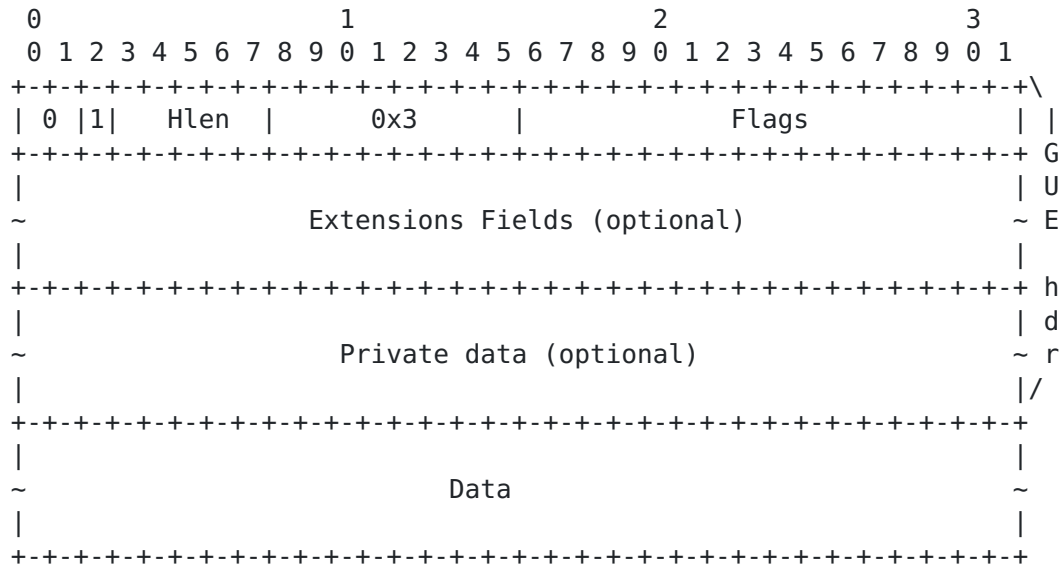 0                   1                   2                   3
 0 1 2 3 4 5 6 7 8 9 0 1 2 3 4 5 6 7 8 9 0 1 2 3 4 5 6 7 8 9 0 1
+-+-+-+-+-+-+-+-+-+-+-+-+-+-+-+-+-+-+-+-+-+-+-+-+-+-+-+-+-+-+-+-+\
| 0 |1|   Hlen  |      0x3      |             Flags             | |
+-+-+-+-+-+-+-+-+-+-+-+-+-+-+-+-+-+-+-+-+-+-+-+-+-+-+-+-+-+-+-+-+ G
|                                                               | U
~                  Extensions Fields (optional)                 ~ E
|                                                               |
+-+-+-+-+-+-+-+-+-+-+-+-+-+-+-+-+-+-+-+-+-+-+-+-+-+-+-+-+-+-+-+-+ h
|                                                               | d
~                    Private data (optional)                    ~ r
|                                                               |/
+-+-+-+-+-+-+-+-+-+-+-+-+-+-+-+-+-+-+-+-+-+-+-+-+-+-+-+-+-+-+-+-+
|                                                               |
~                           Data                                ~
|                                                               |
+-+-+-+-+-+-+-+-+-+-+-+-+-+-+-+-+-+-+-+-+-+-+-+-+-+-+-+-+-+-+-+-+